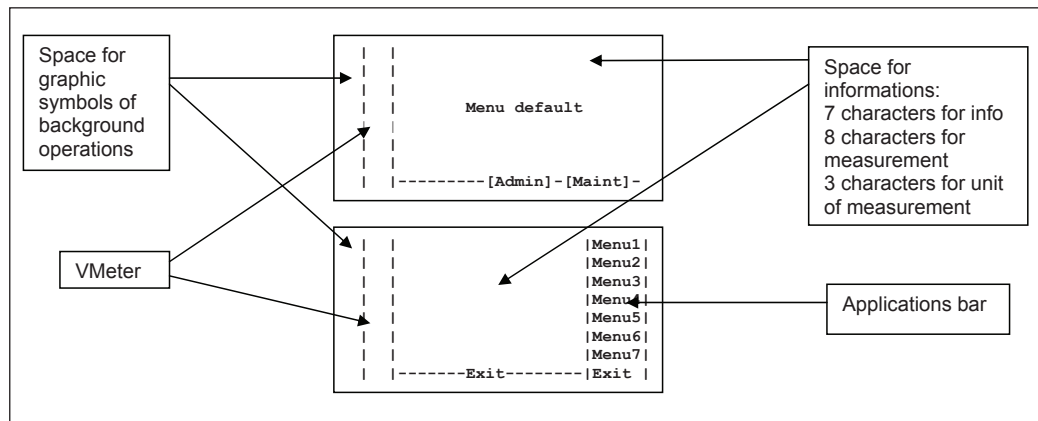 Space for
graphic
symbols of
background
operations
| |
| |
| |
Menu default
| |
| |
| |
| |
| |---------[Admin]-[Maint]-
Space for
informations:
7 characters for info
8 characters for
measurement
3 characters for unit
of measurement
VMeter
| | |Menu1|
| | |Menu2|
| | |Menu3|
| | |Menu4|
| | |Menu5|
| | |Menu6|
| | |Menu7|
| |-------Exit--------|Exit |
Applications bar